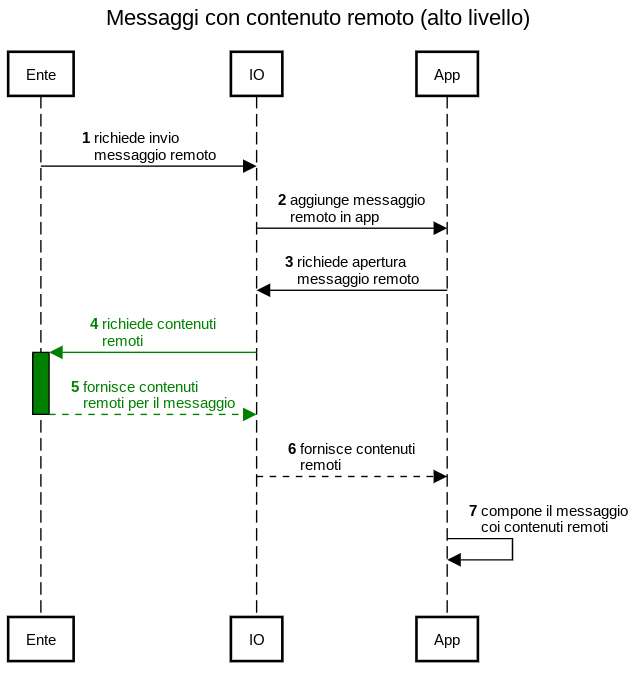 Messaggi con contenuto remoto (alto livello)
Ente
IO
App
1 richiede invio
messaggio remoto
2 aggiunge messaggio
remoto in app
3 richiede apertura
messaggio remoto
4 richiede contenuti
remoti
5 fornisce contenuti
remoti per il messaggio
6 fornisce contenuti
remoti
7 compone il messaggio
coi contenuti remoti
Ente
IO
App